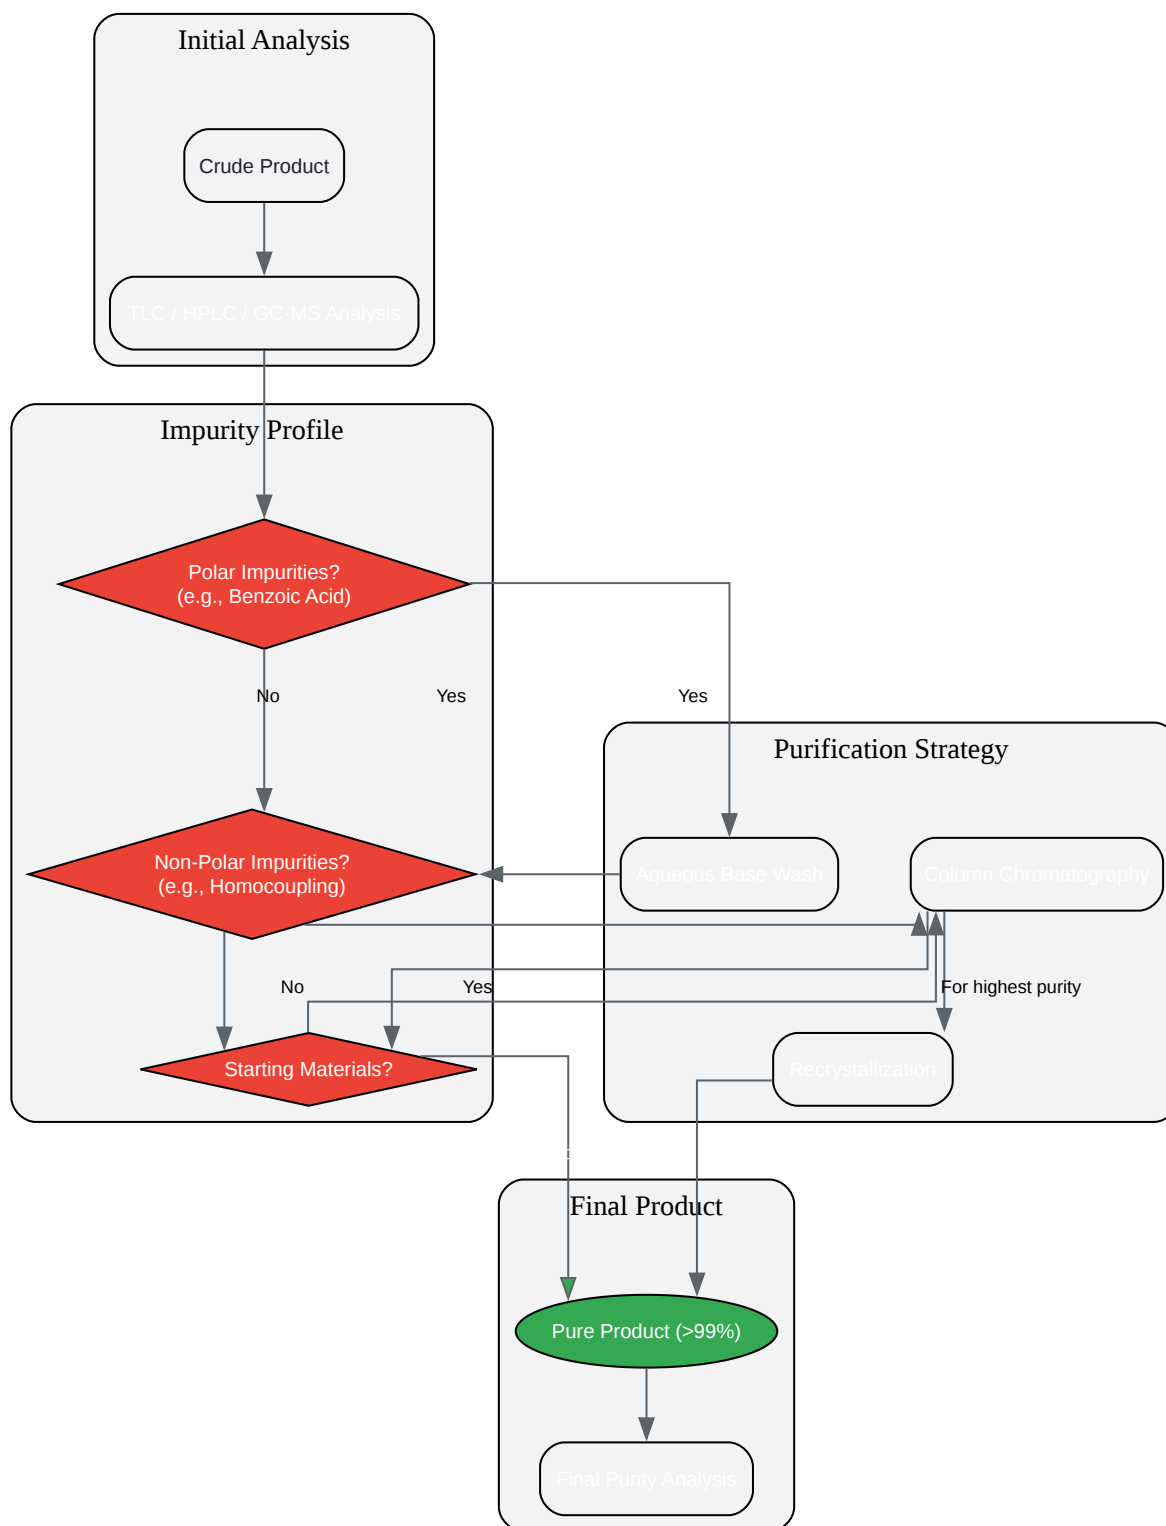 Initial Analysis
Crude Product
TLC / HPLC / GC-MS Analysis
Impurity Profile
Polar Impurities?
(e.g., Benzoic Acid)
No
Yes
Yes
Purification Strategy
Non-Polar Impurities?
(e.g., Homocoupling)
Aqueous Base Wash
Column Chromatography
No
Yes
For highest purity
Starting Materials?
Recrystallization
Final Product
Pure Product (>99%)
Final Purity Analysis